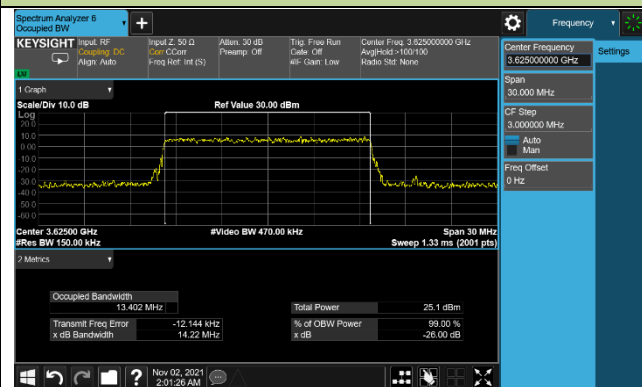 Spectrum Analyzer 6
Occupied BW
Frequency
KEYSIGHT
Input: RF
Coupling: DC
Align: Auto
Input Z: 50 Ω
Corr CCorr
Freq Ref: Int (S)
Atten: 30 dB
Preamp: Off
Trig: Free Run
Gate: Off
#IF Gain: Low
Center Freq: 3.625000000 GHz
Avg|Hold:>100/100
Radio Std: None
Center Frequency
3.625000000 GHz
Settings
Span
30.000 MHz
CF Step
3.000000 MHz
Auto
Man
Freq Offset
0 Hz
1 Graph
Scale/Div 10.0 dB
Ref Value 30.00 dBm
Log
20.0
10.0
0.00
-10.0
-20.0
-30.0
-40.0
-50.0
-60.0
Center 3.62500 GHz
#Video BW 470.00 kHz
Span 30 MHz
#Res BW 150.00 kHz
Sweep 1.33 ms (2001 pts)
2 Metrics
Occupied Bandwidth
13.402 MHz
Total Power
25.1 dBm
Transmit Freq Error
-12.144 kHz
% of OBW Power
99.00 %
x dB Bandwidth
14.22 MHz
x dB
-26.00 dB
Nov 02, 2021
2:01:26 AM